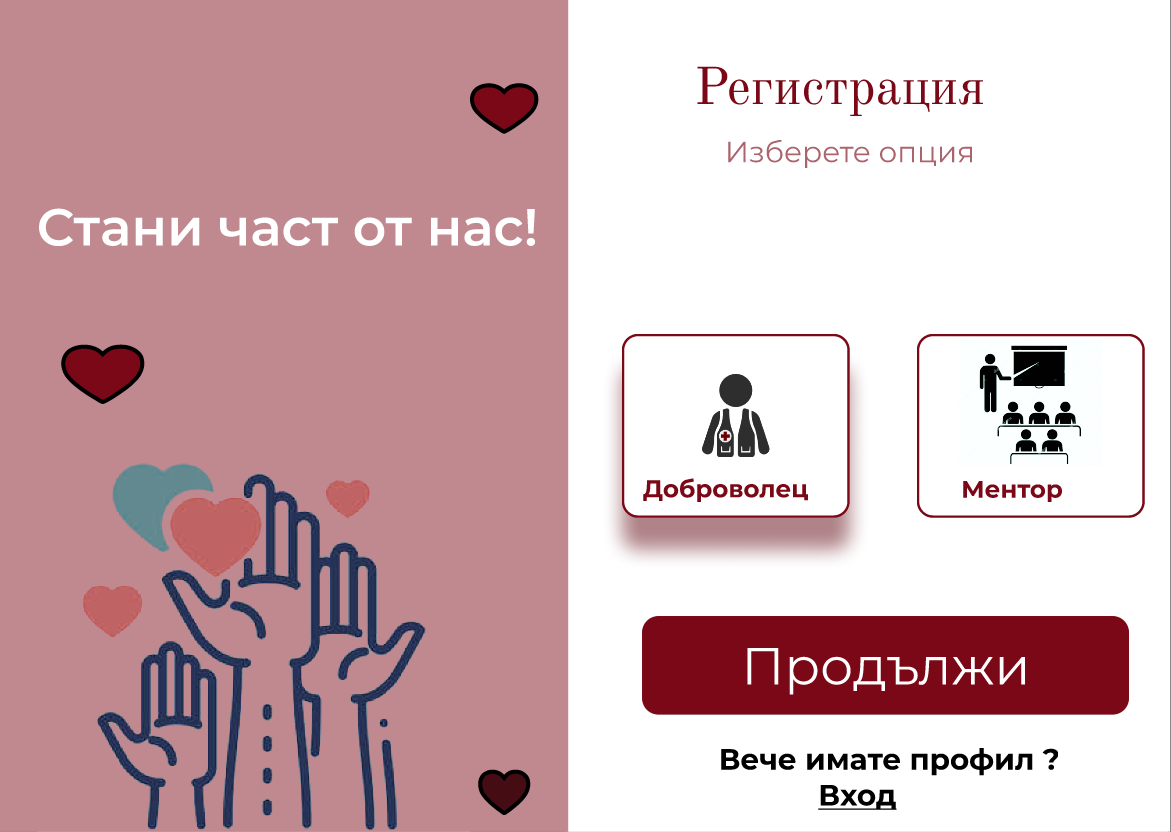 Стани част от нас!
Регистрация
Изберете опция
Доброволец
Ментор
Продължи
Вече имате профил ?
Вход